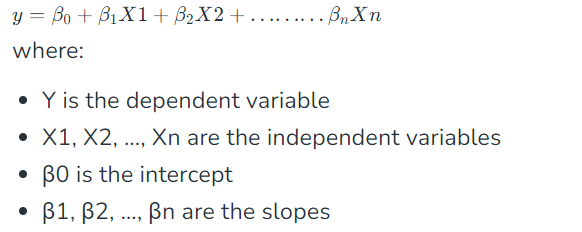 y = β₀ + β₁X1 + β₂X2 + ......... βₙXn
where:
• Y is the dependent variable
• X1, X2, ..., Xn are the independent variables
• β0 is the intercept
• β1, β2, ..., βn are the slopes